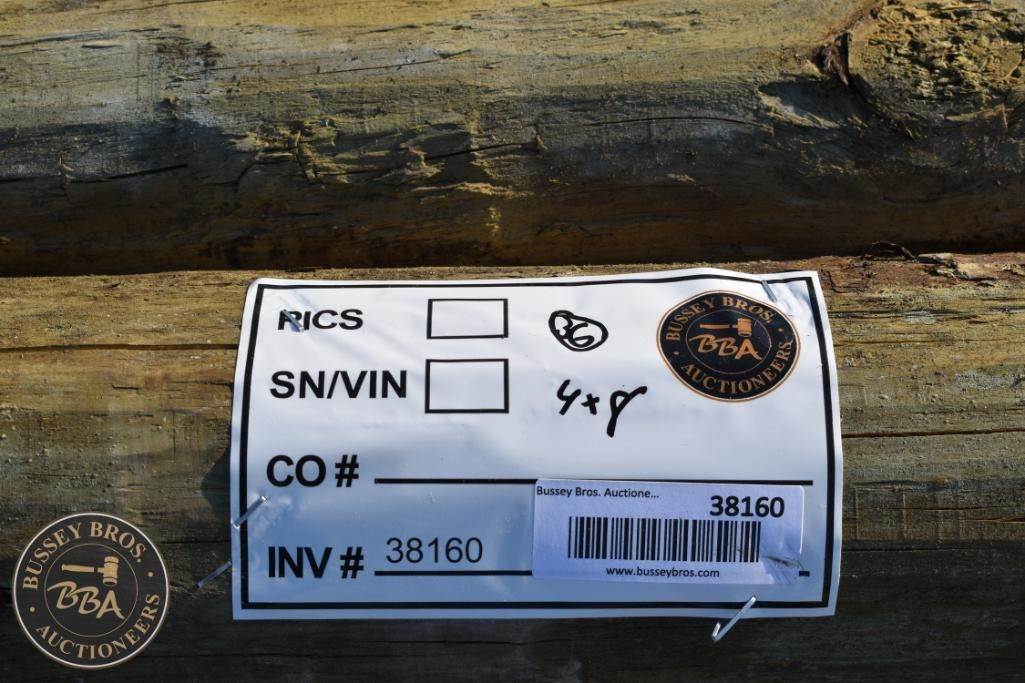 PICS
86
BUSSEY BROS.
BBA
AUCTIONEERS
SN/VIN
4x8
CO #
Bussey Bros. Auctione...
38160
INV # 38160
www.busseybros.com
BUSSEY BROS.
BBA
AUCTIONEERS